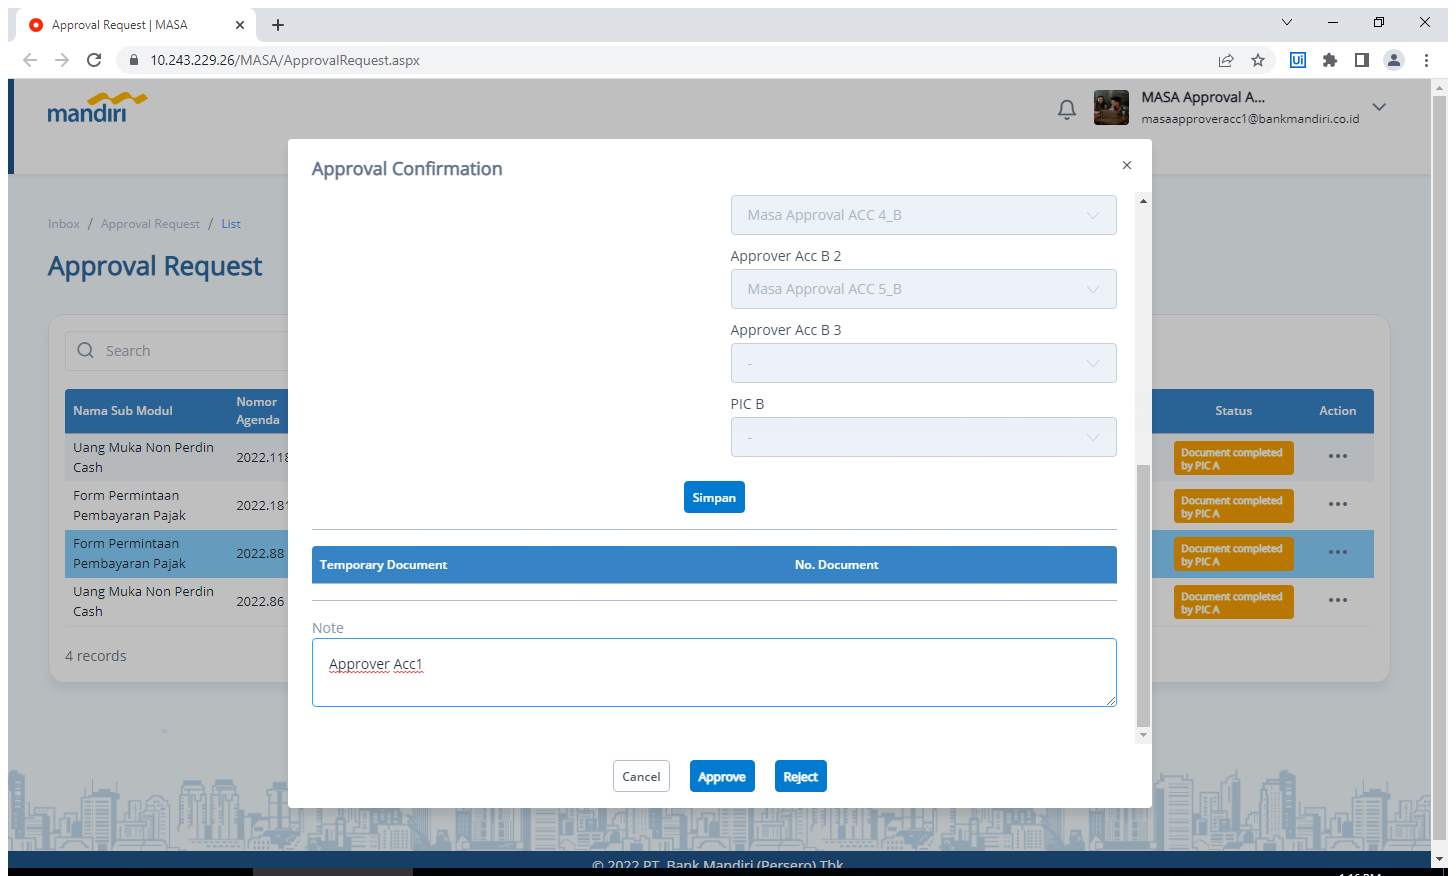 Approval Request | MASA
10.243.229.26/MASA/ApprovalRequest.aspx
Ui
mandiri
MASA Approval A...
masaapproveracc1@bankmandiri.co.id
Inbox / Approval Request / List
Approval Request
Search
Nama Sub Modul
Nomor
Agenda
Status
Action
Uang Muka Non Perdin
Cash
2022.118
Document completed
by PIC A
Form Permintaan
Pembayaran Pajak
2022.181
Document completed
by PIC A
Form Permintaan
Pembayaran Pajak
2022.88
Document completed
by PIC A
Uang Muka Non Perdin
Cash
2022.86
Document completed
by PIC A
4 records
Approval Confirmation
Masa Approval ACC 4_B
Approver Acc B 2
Masa Approval ACC 5_B
Approver Acc B 3
-
PIC B
-
Simpan
Temporary Document
No. Document
Note
Approver Acc1
Cancel
Approve
Reject
© 2022 PT. Bank Mandiri (Persero) Tbk